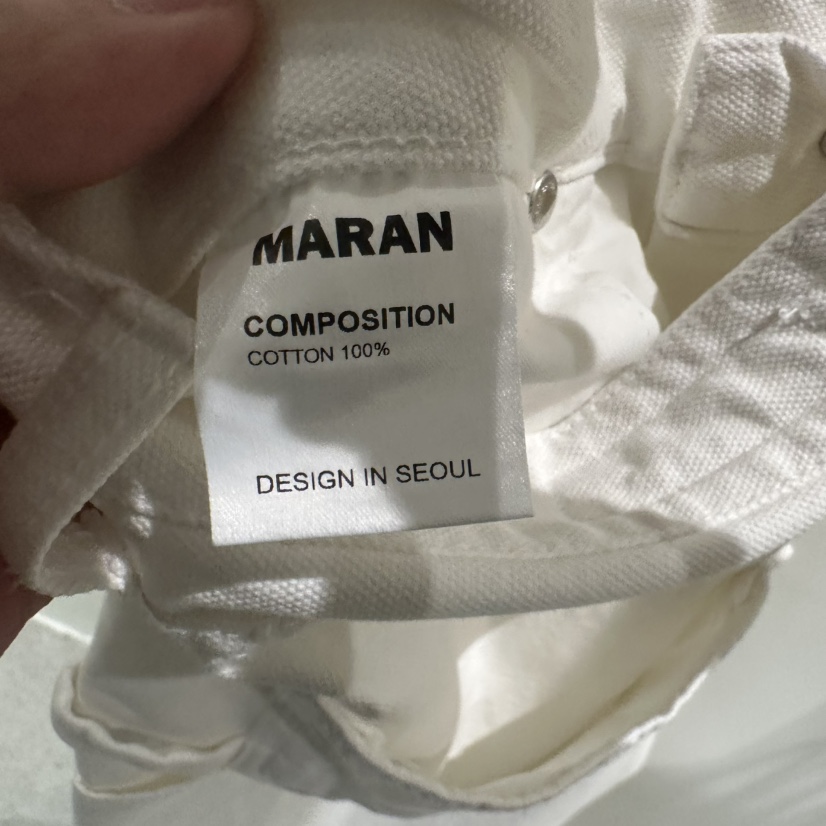 MARAN
COMPOSITION
COTTON 100%
DESIGN IN SEOUL